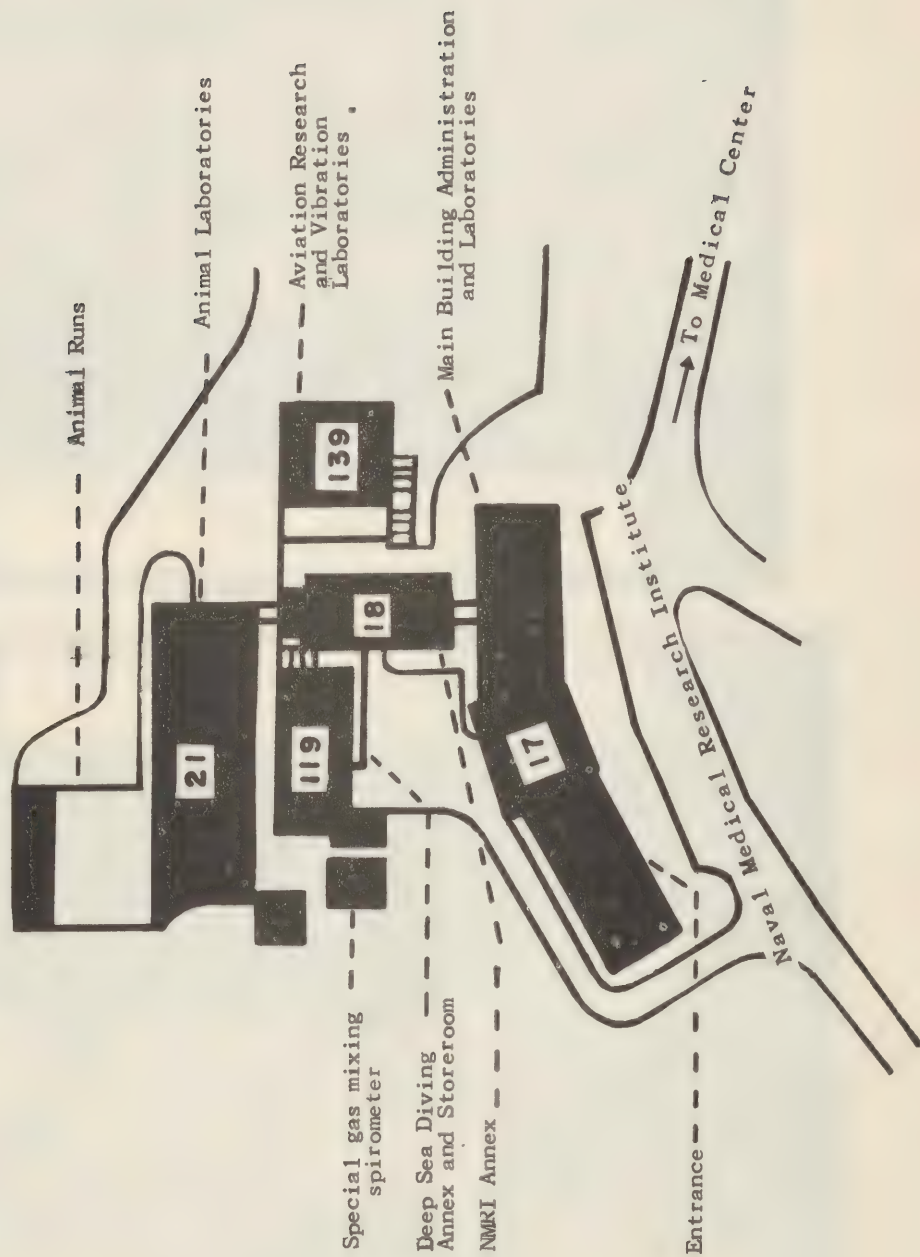 Animal Runs
Animal Laboratories
Aviation Research
and Vibration
Laboratories
Main Building Administration
and Laboratories
To Medical Center
139
18
21
119
17
Naval Medical Research Institute
Special gas mixing
spirometer
Deep Sea Diving
Annex and Storeroom
NMRI Annex
Entrance